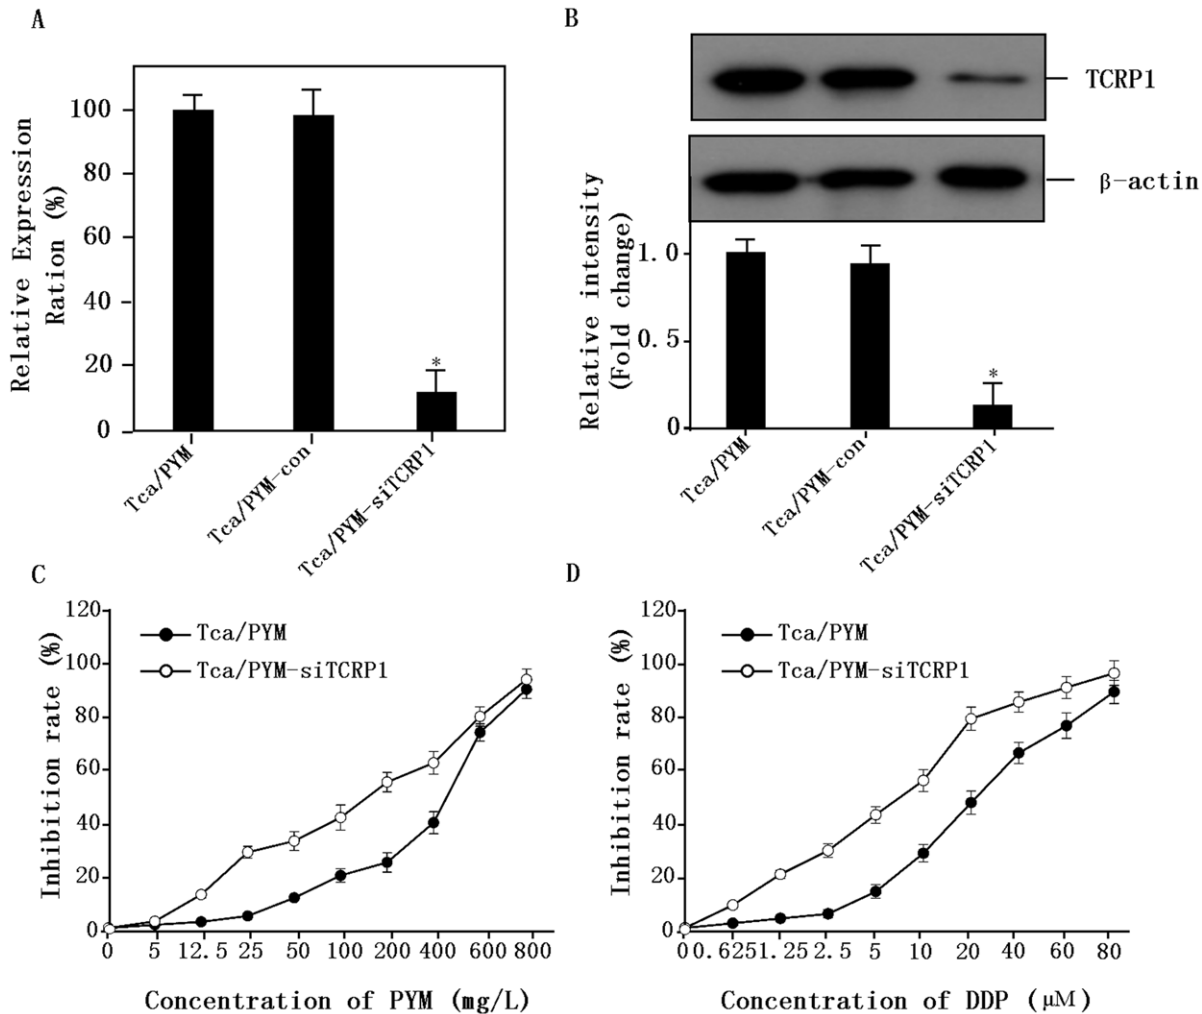 A
Relative Expression
Ration (%)
100
80
60
40
20
0
*
Tca/PYM
Tca/PYM-con
Tca/PYM-siTCRP1
B
TCRP1
β-actin
Relative intensity
(Fold change)
1.0
0.5
0
*
Tca/PYM
Tca/PYM-con
Tca/PYM-siTCRP1
C
Inhibition rate (%)
120
100
80
60
40
20
0
Tca/PYM
Tca/PYM-siTCRP1
0 5 12.5 25 50 100 200 400 600 800
Concentration of PYM (mg/L)
D
Inhibition rate (%)
120
100
80
60
40
20
0
Tca/PYM
Tca/PYM-siTCRP1
0 0.625 1.25 2.5 5 10 20 40 60 80
Concentration of DDP (μM)